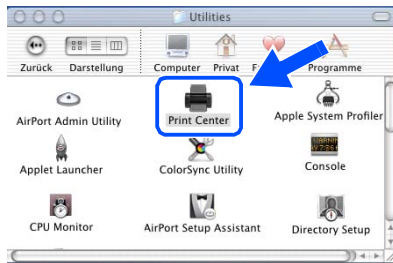 Utilities
Zurück Darstellung Computer Privat Programme
AirPort Admin Utility Print Center Apple System Profiler
Applet Launcher ColorSync Utility Console
CPU Monitor AirPort Setup Assistant Directory Setup